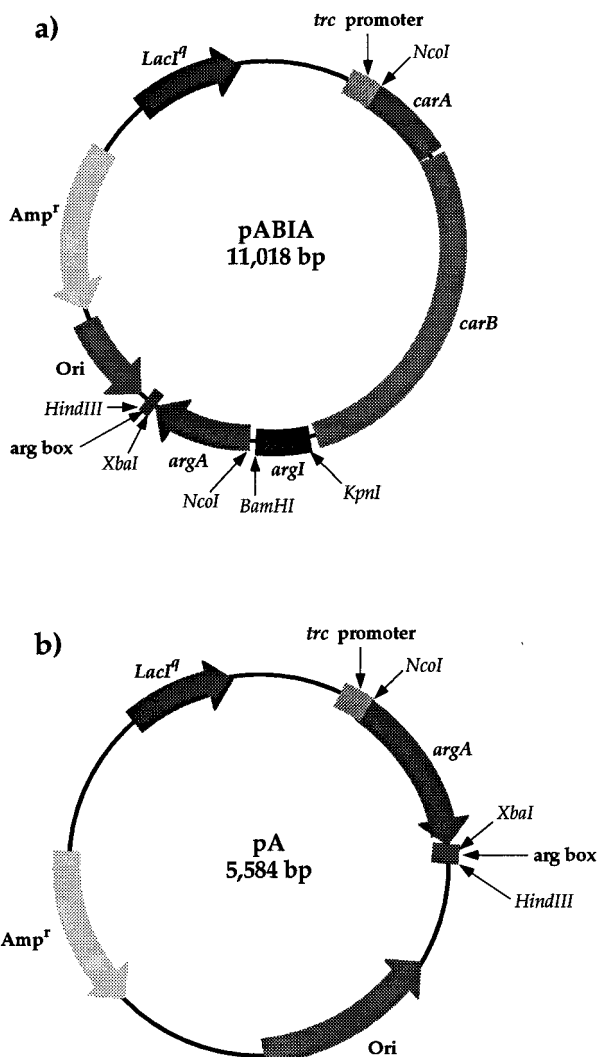 a)
trc promoter
NcoI
LacI^q
carA
Amp^r
pABIA
11,018 bp
carB
Ori
HindIII
arg box
XbaI
argA
argI
KpnI
NcoI
BamHI
b)
trc promoter
NcoI
LacI^q
argA
XbaI
pA
5,584 bp
arg box
HindIII
Amp^r
Ori